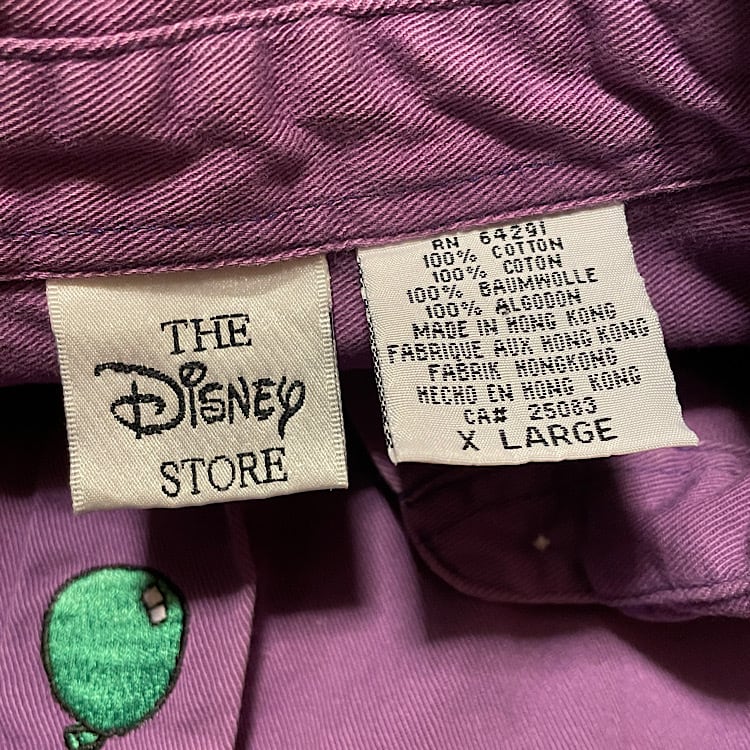 THE
Disney
STORE
RN 64291
100% COTTON
100% COTON
100% BAUMWOLLE
100% ALGODON
MADE IN HONG KONG
FABRIQUE AUX HONG KONG
FABRIK HONGKONG
HECHO EN HONG KONG
CA# 25083
X LARGE